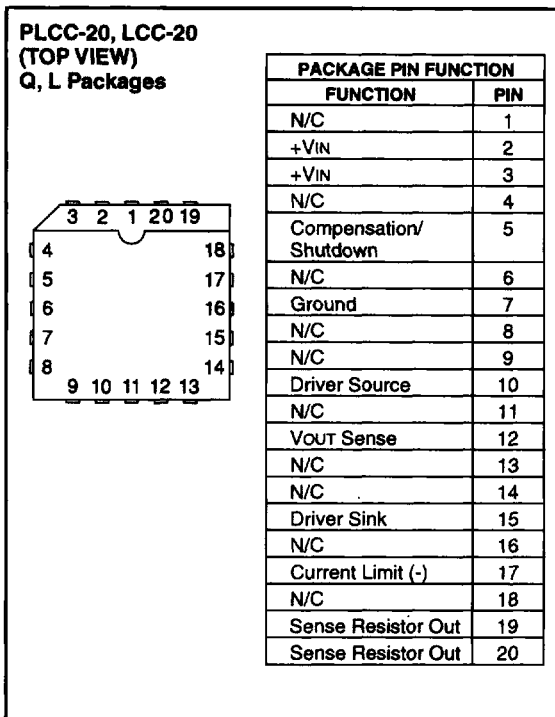 PLCC-20, LCC-20
(TOP VIEW)
Q, L Packages
3 2 1 20 19
4 18
5 17
6 16
7 15
8 14
9 10 11 12 13
PACKAGE PIN FUNCTION
FUNCTION PIN
N/C 1
+VIN 2
+VIN 3
N/C 4
Compensation/ 5
Shutdown
N/C 6
Ground 7
N/C 8
N/C 9
Driver Source 10
N/C 11
VOUT Sense 12
N/C 13
N/C 14
Driver Sink 15
N/C 16
Current Limit (-) 17
N/C 18
Sense Resistor Out 19
Sense Resistor Out 20